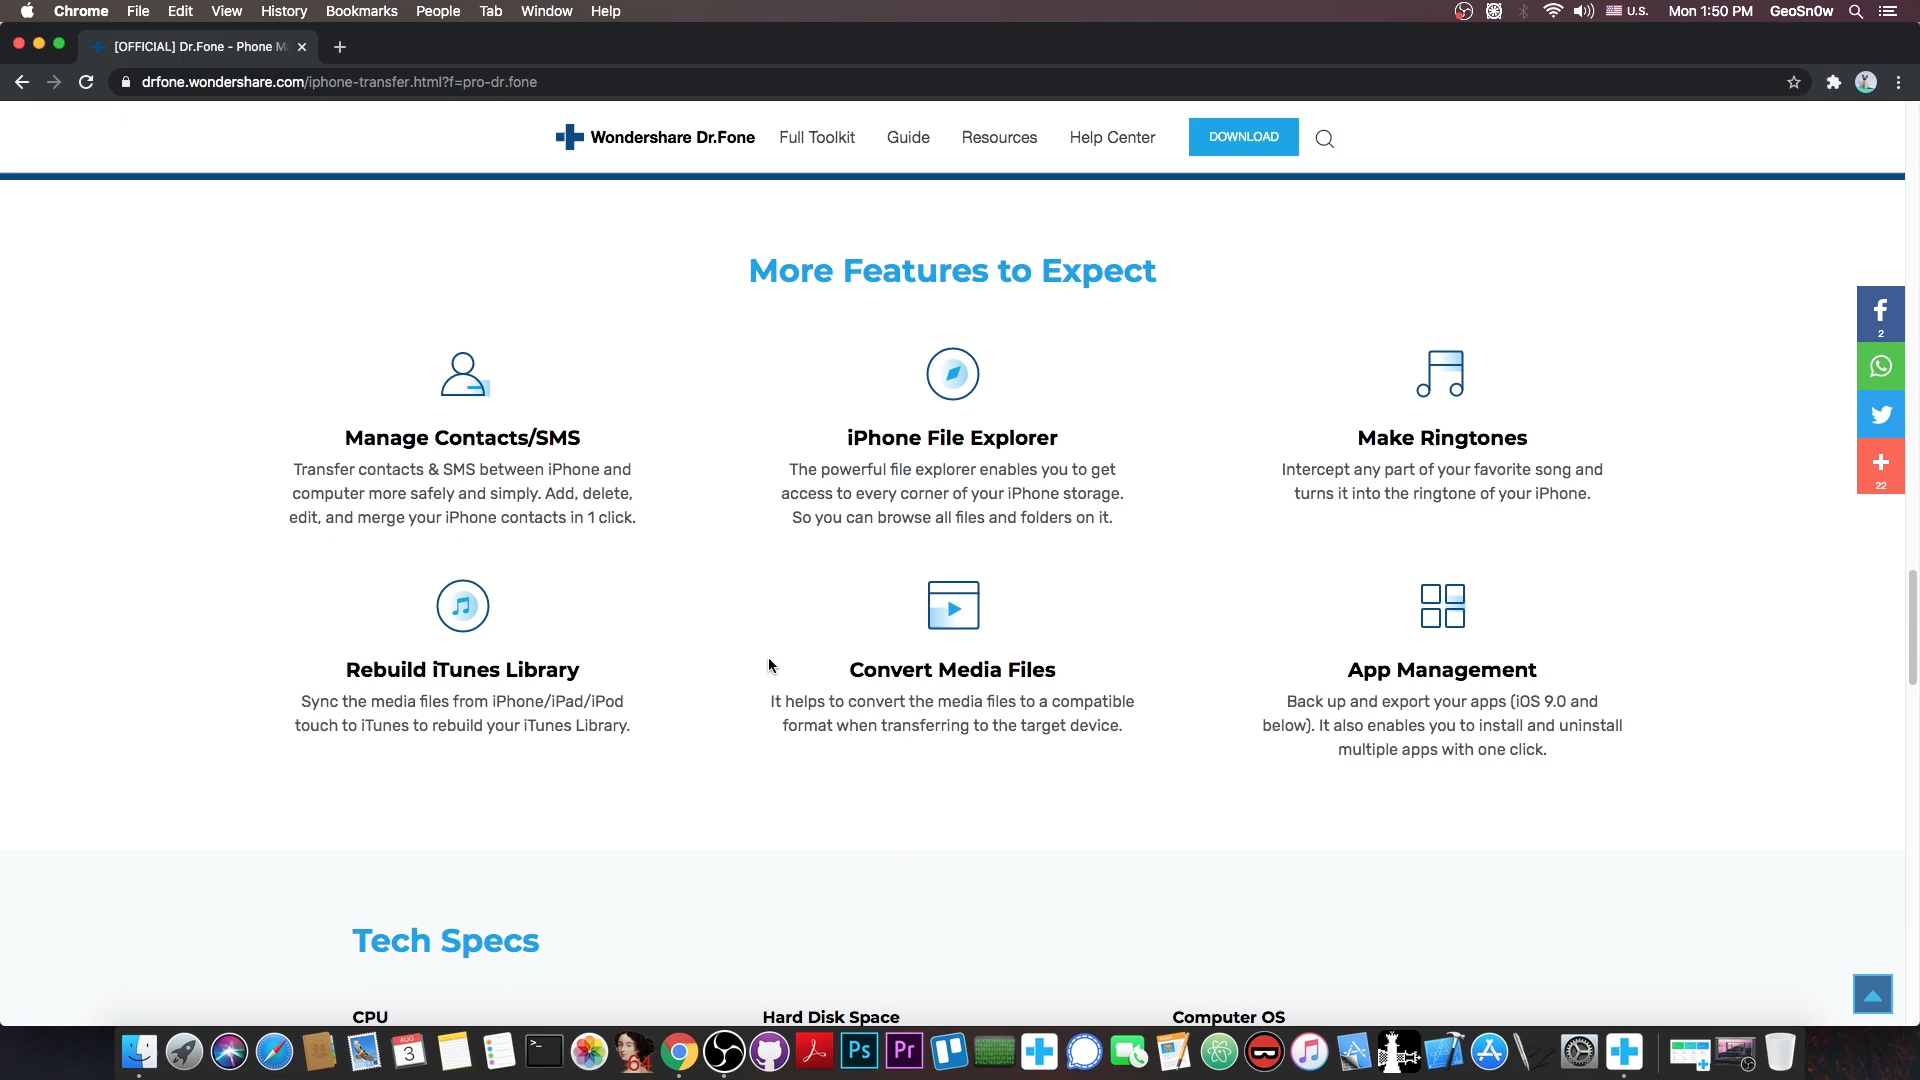 Chrome File Edit View History Bookmarks People Tab Window Help
U.S. Mon 1:50 PM GeoSn0w
[OFFICIAL] Dr.Fone - Phone M
drfone.wondershare.com/iphone-transfer.html?f=pro-dr.fone
Wondershare Dr.Fone Full Toolkit Guide Resources Help Center DOWNLOAD
More Features to Expect
2
22
Manage Contacts/SMS
Transfer contacts & SMS between iPhone and
computer more safely and simply. Add, delete,
edit, and merge your iPhone contacts in 1 click.
iPhone File Explorer
The powerful file explorer enables you to get
access to every corner of your iPhone storage.
So you can browse all files and folders on it.
Make Ringtones
Intercept any part of your favorite song and
turns it into the ringtone of your iPhone.
Rebuild iTunes Library
Sync the media files from iPhone/iPad/iPod
touch to iTunes to rebuild your iTunes Library.
Convert Media Files
It helps to convert the media files to a compatible
format when transferring to the target device.
App Management
Back up and export your apps (iOS 9.0 and
below). It also enables you to install and uninstall
multiple apps with one click.
Tech Specs
CPU
Hard Disk Space
Computer OS
AUG
3
64
Ps
Pr